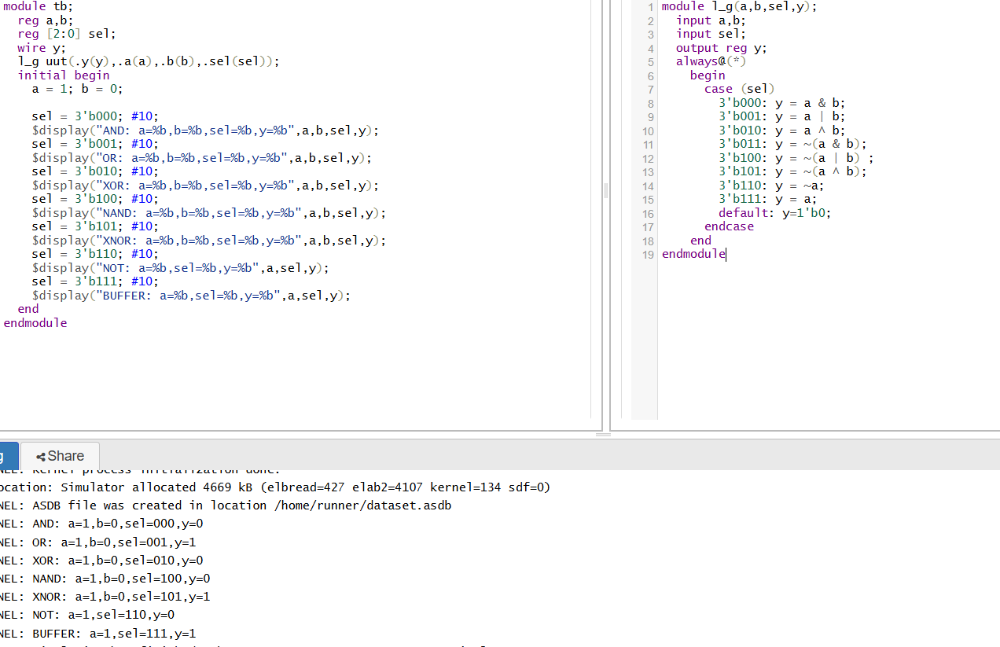 module tb;
  reg a,b;
  reg [2:0] sel;
  wire y;
  l_g uut(.y(y),.a(a),.b(b),.sel(sel));
  initial begin
    a = 1; b = 0;
    sel = 3'b000; #10;
    $display("AND: a=%b,b=%b,sel=%b,y=%b",a,b,sel,y);
    sel = 3'b001; #10;
    $display("OR: a=%b,b=%b,sel=%b,y=%b",a,b,sel,y);
    sel = 3'b010; #10;
    $display("XOR: a=%b,b=%b,sel=%b,y=%b",a,b,sel,y);
    sel = 3'b100; #10;
    $display("NAND: a=%b,b=%b,sel=%b,y=%b",a,b,sel,y);
    sel = 3'b101; #10;
    $display("XNOR: a=%b,b=%b,sel=%b,y=%b",a,b,sel,y);
    sel = 3'b110; #10;
    $display("NOT: a=%b,sel=%b,y=%b",a,sel,y);
    sel = 3'b111; #10;
    $display("BUFFER: a=%b,sel=%b,y=%b",a,sel,y);
  end
endmodule
1 module l_g(a,b,sel,y);
2   input a,b;
3   input sel;
4   output reg y;
5   always@(*)
6     begin
7       case (sel)
8         3'b000: y = a & b;
9         3'b001: y = a | b;
10         3'b010: y = a ^ b;
11         3'b011: y = ~(a & b);
12         3'b100: y = ~(a | b) ;
13         3'b101: y = ~(a ^ b);
14         3'b110: y = ~a;
15         3'b111: y = a;
16         default: y=1'b0;
17       endcase
18     end
19 endmodule
g
Share
NEL: Kernel process initialization done.
ocation: Simulator allocated 4669 kB (elbread=427 elab2=4107 kernel=134 sdf=0)
NEL: ASDB file was created in location /home/runner/dataset.asdb
NEL: AND: a=1,b=0,sel=000,y=0
NEL: OR: a=1,b=0,sel=001,y=1
NEL: XOR: a=1,b=0,sel=010,y=0
NEL: NAND: a=1,b=0,sel=100,y=0
NEL: XNOR: a=1,b=0,sel=101,y=1
NEL: NOT: a=1,sel=110,y=0
NEL: BUFFER: a=1,sel=111,y=1